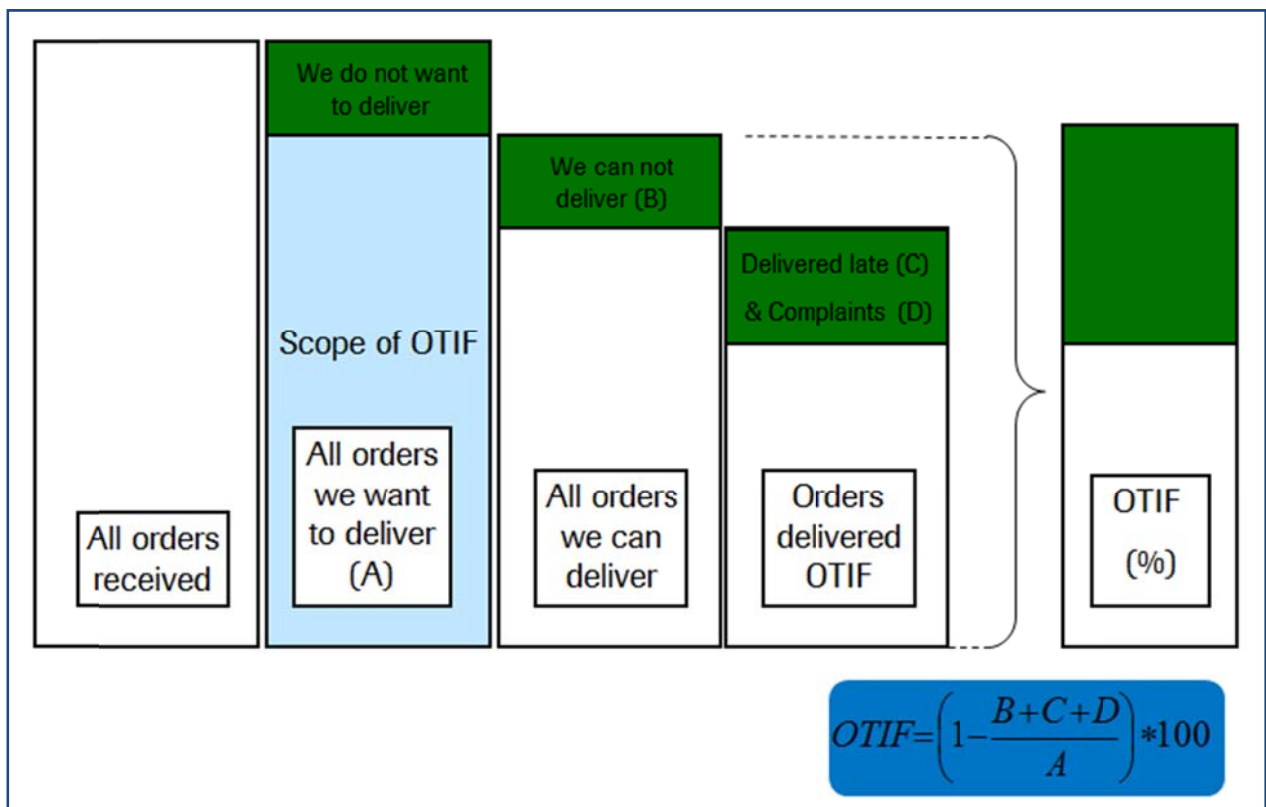 We do not want
to deliver
We can not
deliver (B)
Delivered late (C)
& Complaints (D)
Scope of OTIF
All orders
received
All orders
we want
to deliver
(A)
All orders
we can
deliver
Orders
delivered
OTIF
OTIF
(%)
OTIF=(1-\frac{B+C+D}{A})*100